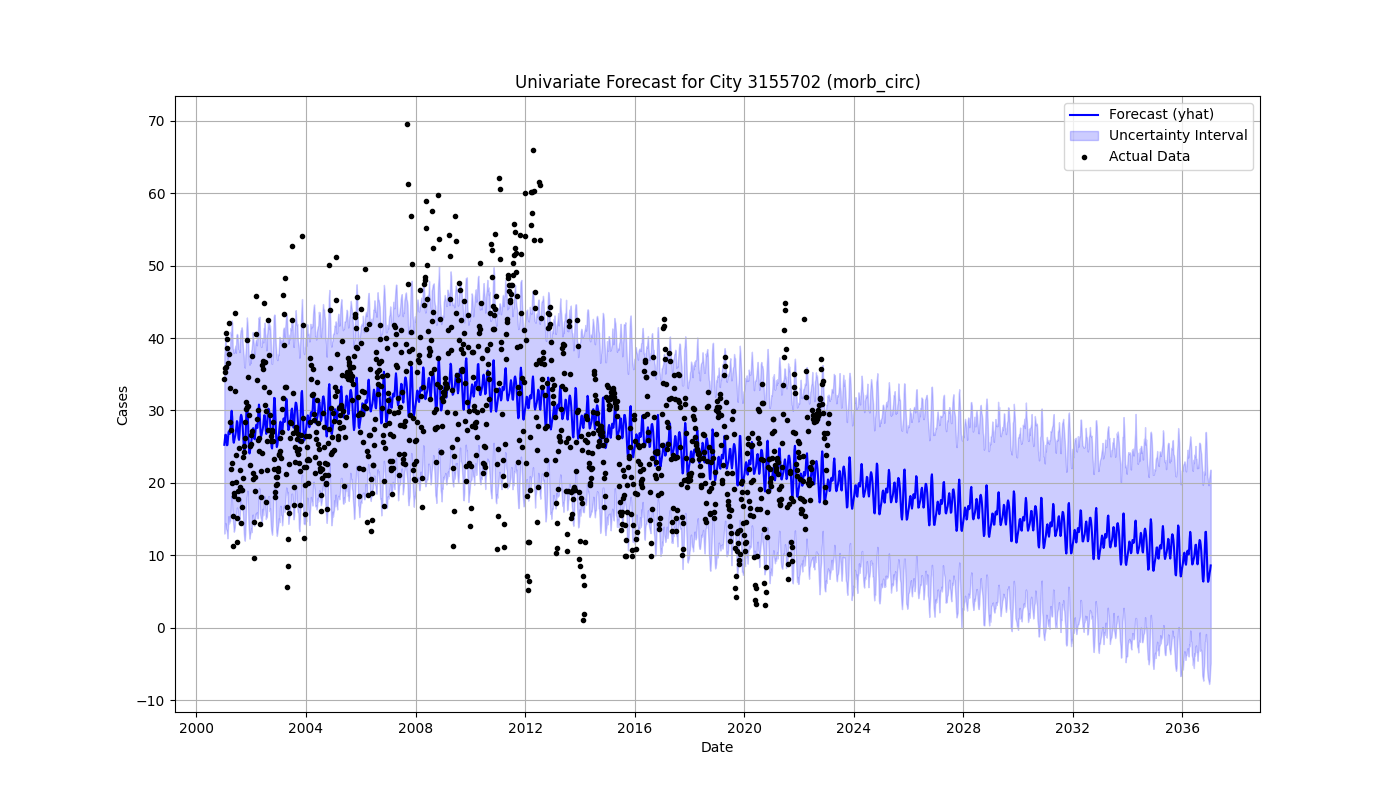 Univariate Forecast for City 3155702 (morb_circ)
Forecast (yhat)
Uncertainty Interval
Actual Data
Cases
70
60
50
40
30
20
10
0
−10
2000 2004 2008 2012 2016 2020 2024 2028 2032 2036
Date